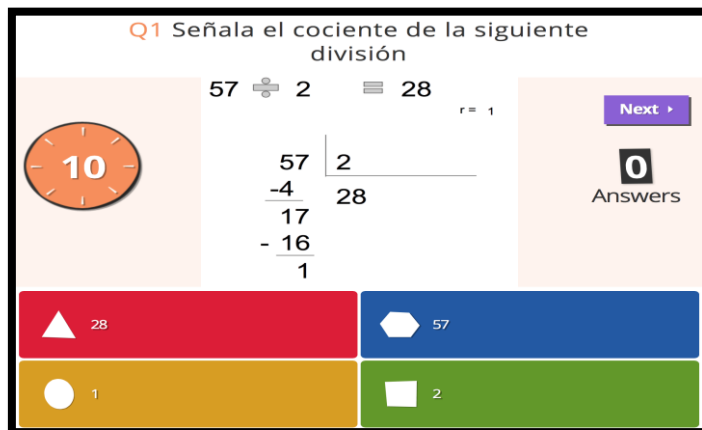 Q1 Señala el cociente de la siguiente
división
57 ÷ 2 = 28
r = 1
Next
10
0
Answers
57 2
-4 28
17
- 16
1
28
57
1
2